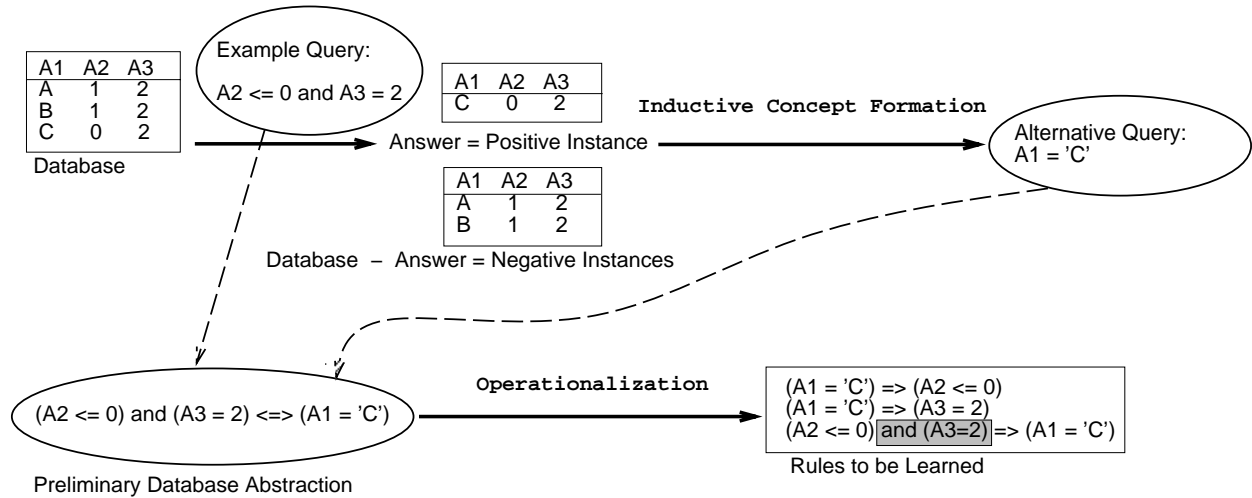 A1 A2 A3
A 1 2
B 1 2
C 0 2
Database
Example Query:
A2 <= 0 and A3 = 2
A1 A2 A3
C 0 2
Answer = Positive Instance
A1 A2 A3
A 1 2
B 1 2
Database – Answer = Negative Instances
Inductive Concept Formation
Alternative Query:
A1 = 'C'
(A2 <= 0) and (A3 = 2) <=> (A1 = 'C')
Preliminary Database Abstraction
Operationalization
(A1 = 'C') => (A2 <= 0)
(A1 = 'C') => (A3 = 2)
(A2 <= 0) and (A3=2) => (A1 = 'C')
Rules to be Learned